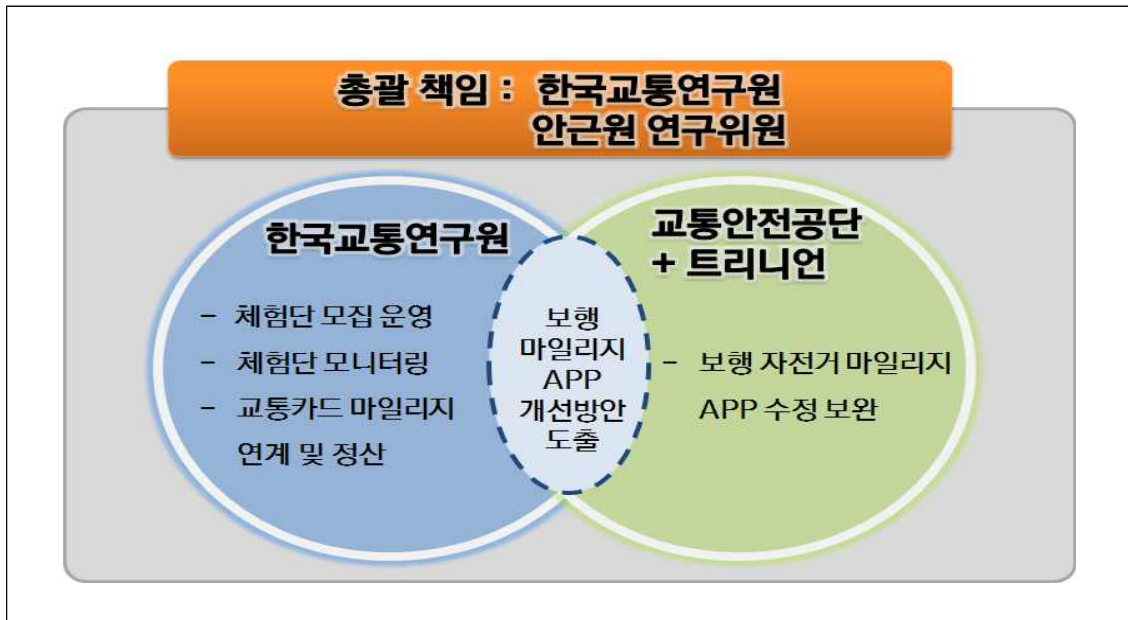 총괄 책임 : 한국교통연구원
안근원 연구위원
한국교통연구원
- 체험단 모집 운영
- 체험단 모니터링
- 교통카드 마일리지
연계 및 정산
보행
마일리지
APP
개선방안
도출
교통안전공단
+ 트리니언
- 보행 자전거 마일리지
APP 수정 보완